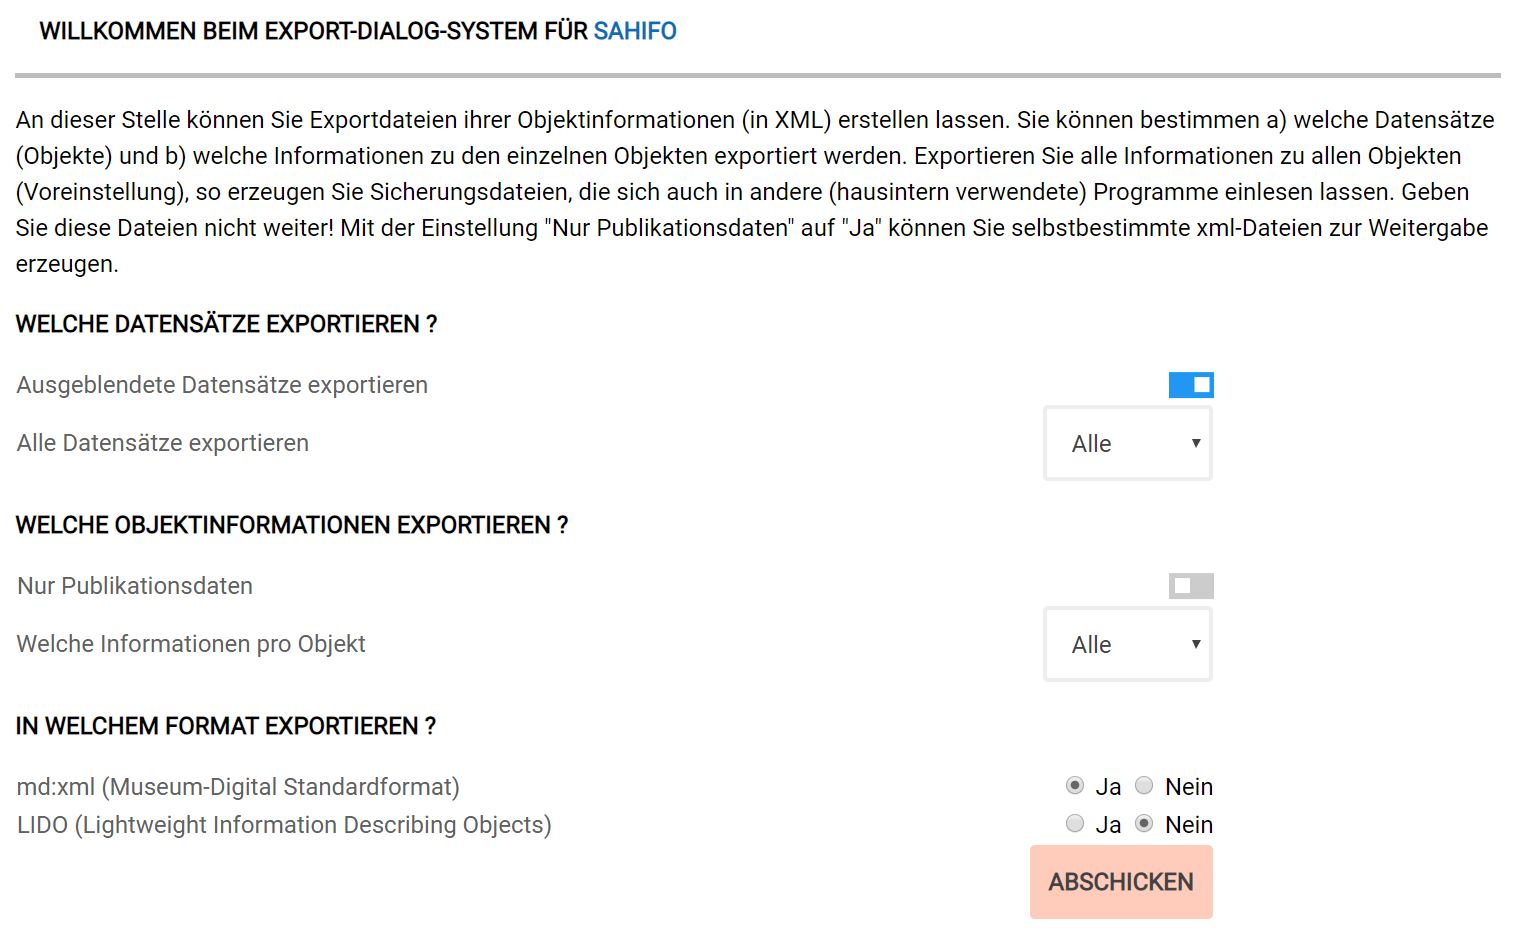 WILLKOMMEN BEIM EXPORT-DIALOG-SYSTEM FÜR SAHIFO
An dieser Stelle können Sie Exportdateien ihrer Objektinformationen (in XML) erstellen lassen. Sie können bestimmen a) welche Datensätze
(Objekte) und b) welche Informationen zu den einzelnen Objekten exportiert werden. Exportieren Sie alle Informationen zu allen Objekten
(Voreinstellung), so erzeugen Sie Sicherungsdateien, die sich auch in andere (hausintern verwendete) Programme einlesen lassen. Geben
Sie diese Dateien nicht weiter! Mit der Einstellung "Nur Publikationsdaten" auf "Ja" können Sie selbstbestimmte xml-Dateien zur Weitergabe
erzeugen.
WELCHE DATENSÄTZE EXPORTIEREN ?
Ausgeblendete Datensätze exportieren
Alle Datensätze exportieren Alle
WELCHE OBJEKTINFORMATIONEN EXPORTIEREN ?
Nur Publikationsdaten
Welche Informationen pro Objekt Alle
IN WELCHEM FORMAT EXPORTIEREN ?
md:xml (Museum-Digital Standardformat) Ja Nein
LIDO (Lightweight Information Describing Objects) Ja Nein
ABSCHICKEN